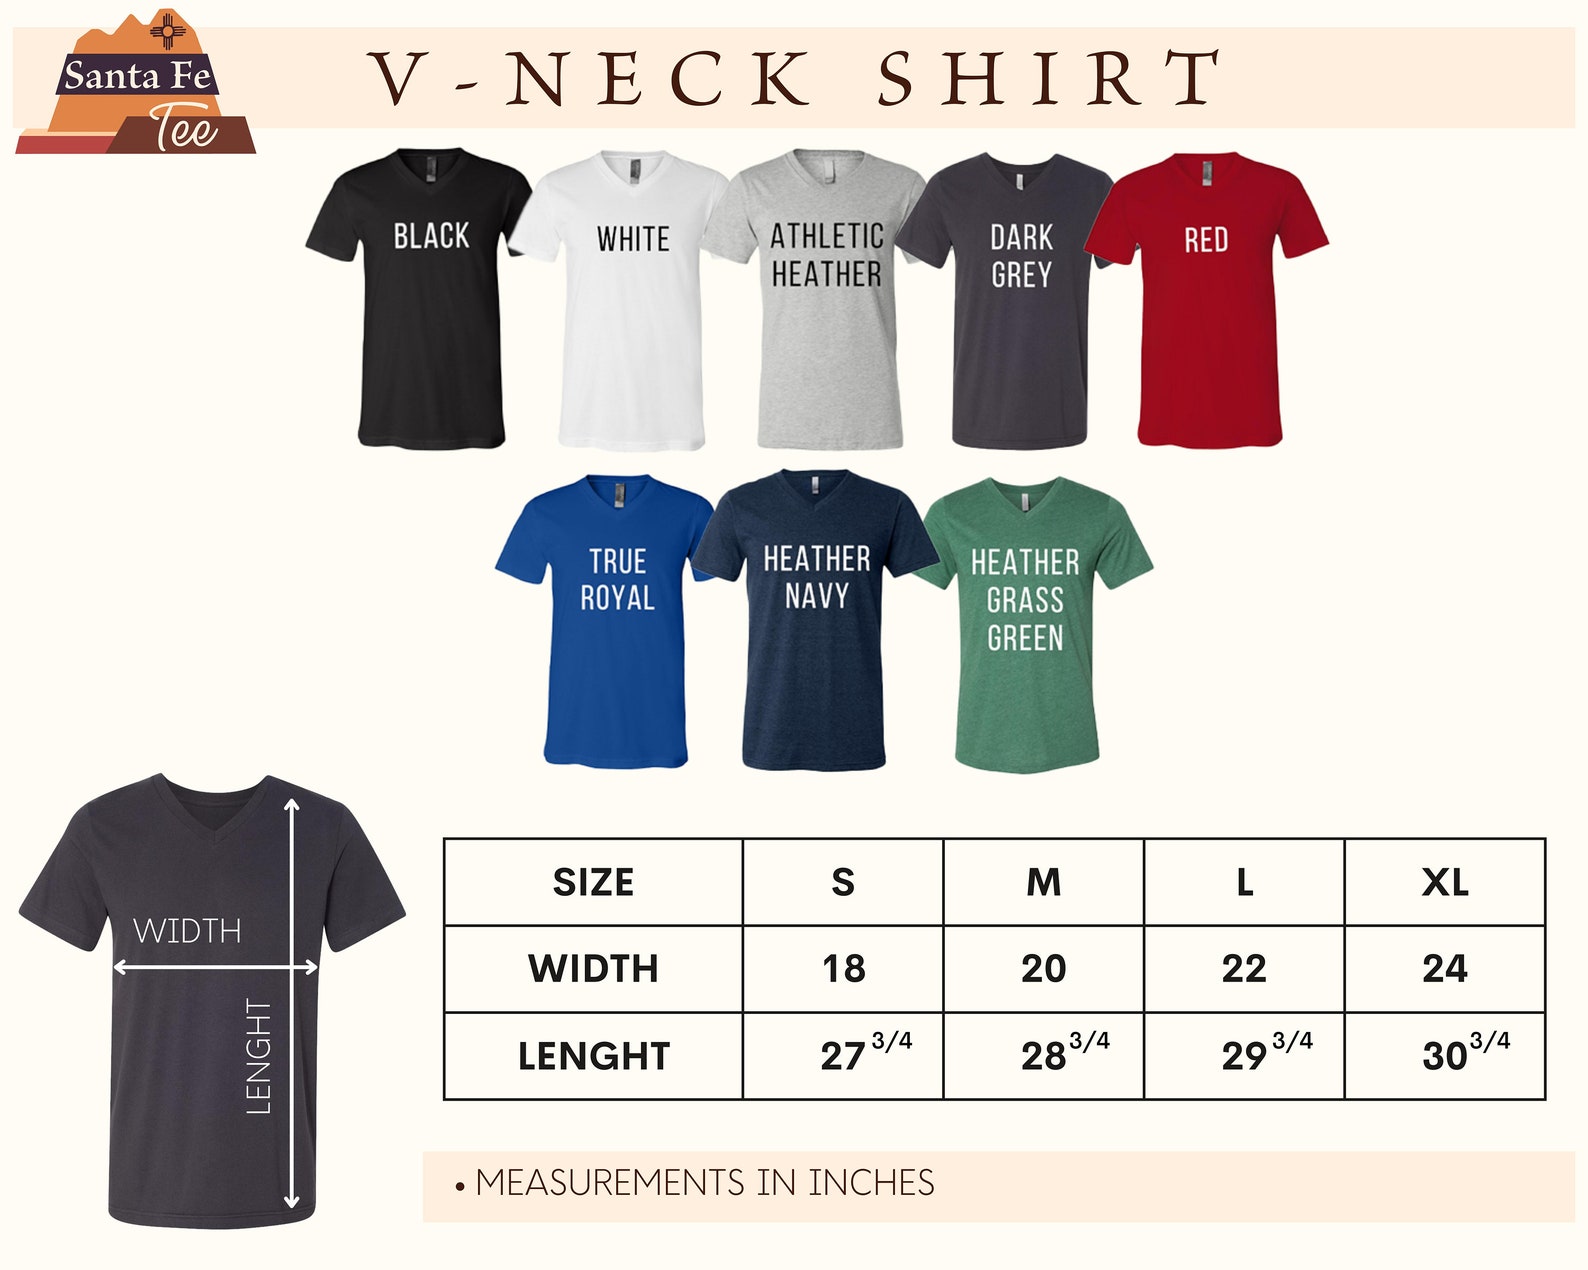 Santa Fe
Tee
V-NECK SHIRT
BLACK
WHITE
ATHLETIC
HEATHER
DARK
GREY
RED
TRUE
ROYAL
HEATHER
NAVY
HEATHER
GRASS
GREEN
WIDTH
LENGHT
SIZE S M L XL
WIDTH 18 20 22 24
LENGHT 27 3/4 28 3/4 29 3/4 30 3/4
• MEASUREMENTS IN INCHES